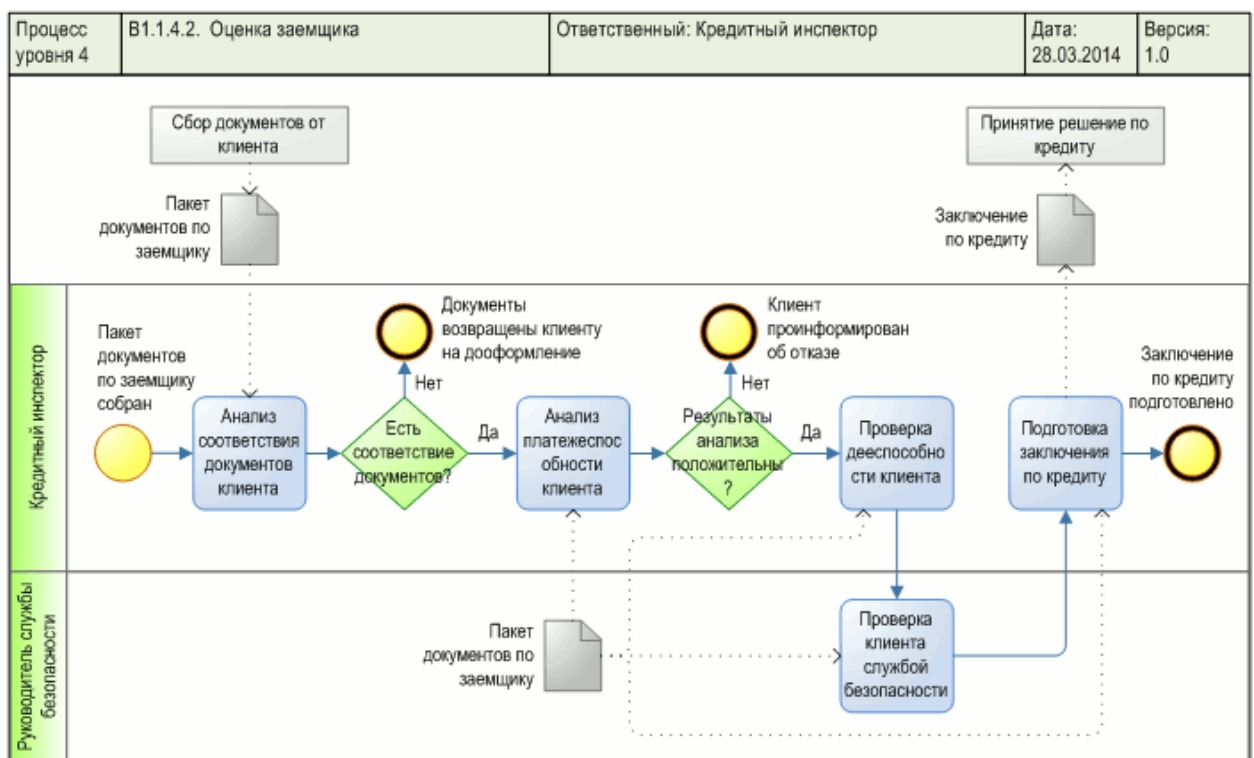 Процесс
уровня 4
B1.1.4.2. Оценка заемщика
Ответственный: Кредитный инспектор
Дата:
28.03.2014
Версия:
1.0
Сбор документов от
клиента
Принятие решение по
кредиту
Пакет
документов по
заемщику
Заключение
по кредиту
Кредитный инспектор
Пакет
документов
по заемщику
собран
Документы
возвращены клиенту
на дооформление
Клиент
проинформирован
об отказе
Заключение
по кредиту
подготовлено
Нет
Нет
Анализ
соответствия
документов
клиента
Есть
соответствие
документов?
Да
Анализ
платежеспос
обности
клиента
Результаты
анализа
положительны
?
Да
Проверка
дееспособно
сти клиента
Подготовка
заключения
по кредиту
Руководитель службы
безопасности
Пакет
документов по
заемщику
Проверка
клиента
службой
безопасности